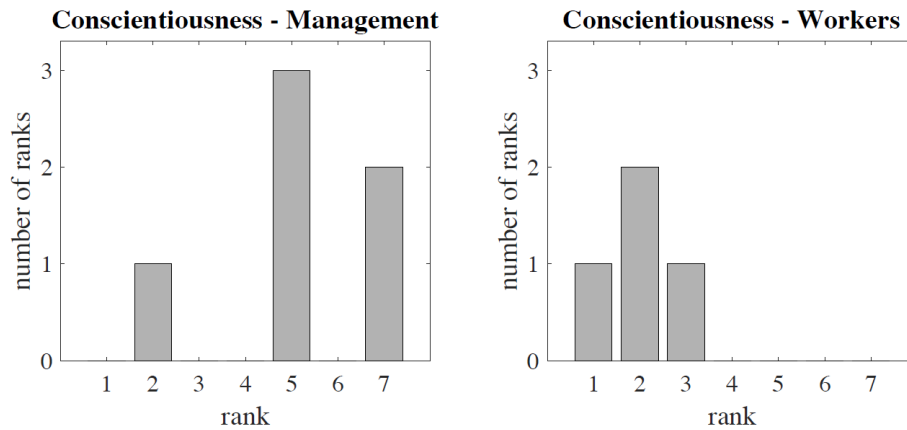 Conscientiousness - Management
number of ranks
3
2
1
0
1 2 3 4 5 6 7
rank
Conscientiousness - Workers
number of ranks
3
2
1
0
1 2 3 4 5 6 7
rank